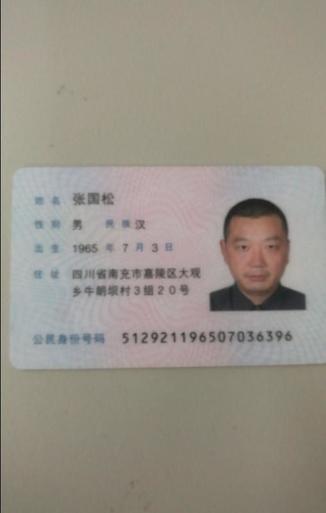 姓名 张国松
性别 男 民族 汉
出生 1965 年 7 月 3 日
住址 四川省南充市嘉陵区大观
乡牛朝坝村3组20号
公民身份号码 512921196507036396